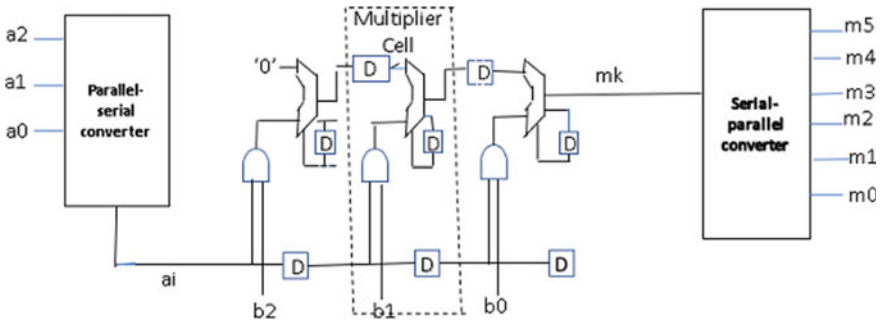 a2
a1
a0
Parallel-
serial
converter
ai
'0'
D
b2
D
Multiplier
Cell
D
D
b1
D
D
D
b0
D
mk
Serial-
parallel
converter
m5
m4
m3
m2
m1
m0